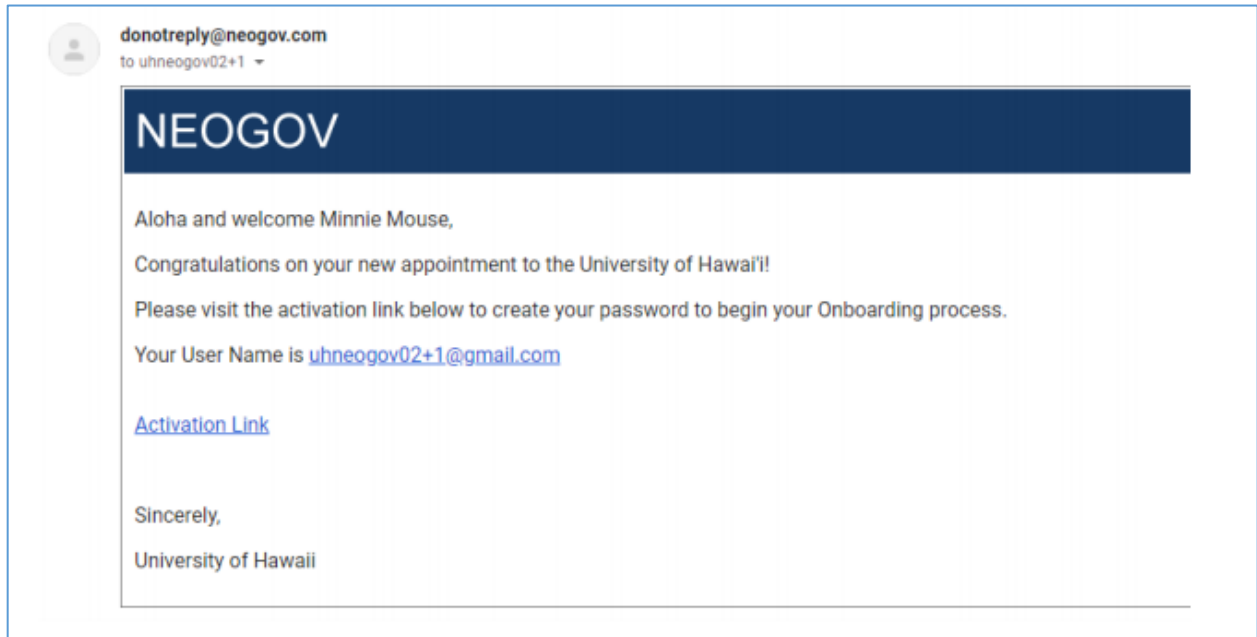 donotreply@neogov.com
to uhneogov02+1
NEOGOV
Aloha and welcome Minnie Mouse,
Congratulations on your new appointment to the University of Hawai'i!
Please visit the activation link below to create your password to begin your Onboarding process.
Your User Name is uhneogov02+1@gmail.com
Activation Link
Sincerely,
University of Hawaii